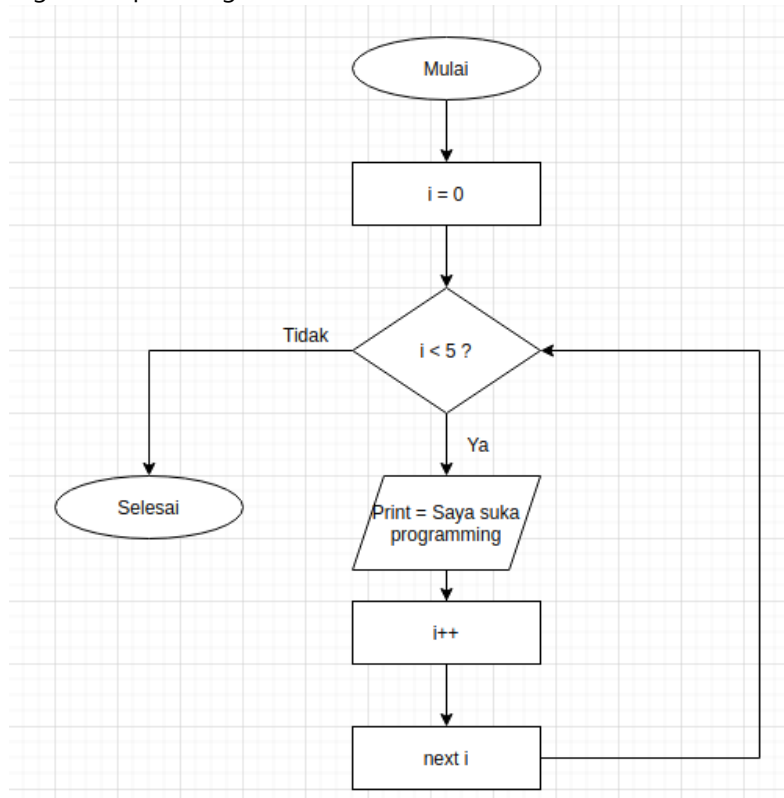 Mulai
i = 0
i < 5 ?
Tidak
Ya
Selesai
Print = Saya suka
programming
i++
next i